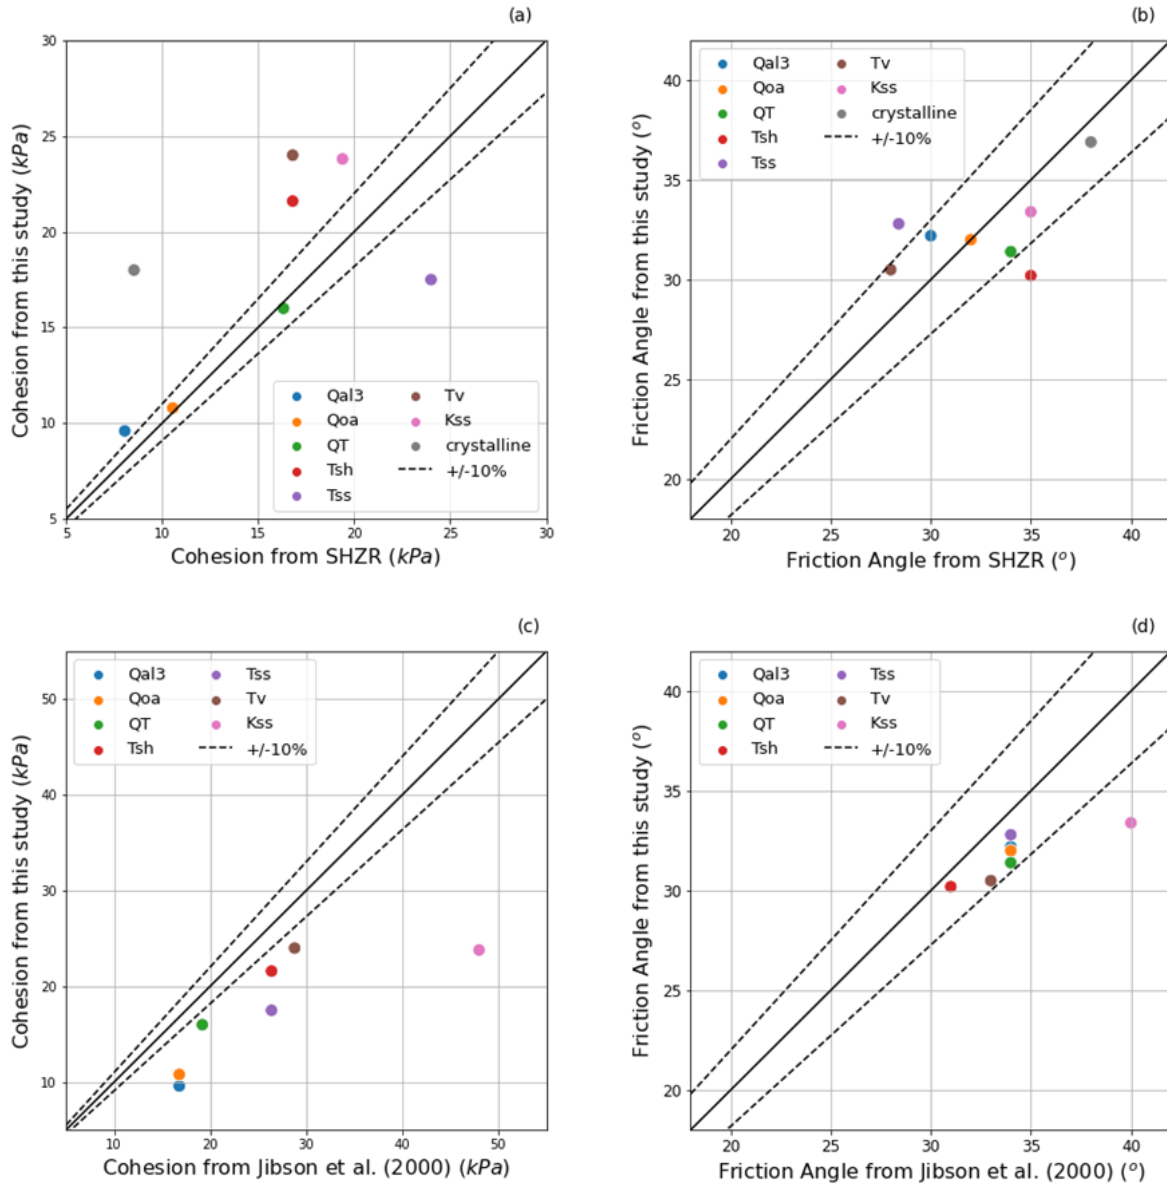 (a)
30
25
20
15
10
5
Cohesion from this study (kPa)
Qal3
Qoa
QT
Tsh
Tss
Tv
Kss
crystalline
+/-10%
5
10
15
20
25
30
Cohesion from SHZR (kPa)
(b)
40
35
30
25
20
Friction Angle from this study (°)
Qal3
Qoa
QT
Tsh
Tss
Tv
Kss
crystalline
+/-10%
20
25
30
35
40
Friction Angle from SHZR (°)
(c)
50
40
30
20
10
Cohesion from this study (kPa)
Qal3
Qoa
QT
Tsh
Tss
Tv
Kss
+/-10%
10
20
30
40
50
Cohesion from Jibson et al. (2000) (kPa)
(d)
40
35
30
25
20
Friction Angle from this study (°)
Qal3
Qoa
QT
Tsh
Tss
Tv
Kss
+/-10%
20
25
30
35
40
Friction Angle from Jibson et al. (2000) (°)